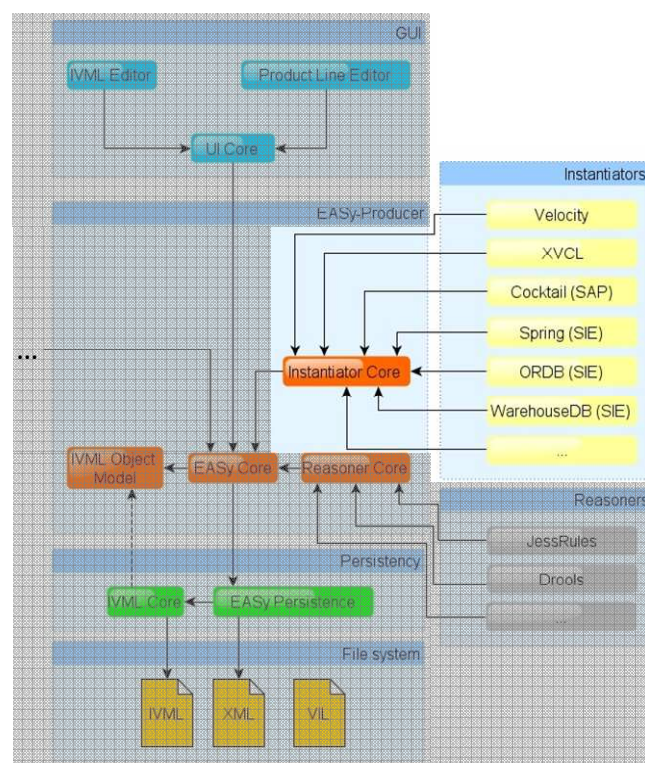 GUI
IVML Editor
Product Line Editor
UI Core
Instantiators
EASy-Producer
Velocity
XVCL
Cocktail (SAP)
Spring (SIE)
...
Instantiator Core
ORDB (SIE)
WarehouseDB (SIE)
...
IVML Object
Model
EASy Core
Reasoner Core
Reasoners
JessRules
Drools
...
Persistency
IVML Core
EASy Persistence
File system
IVML
XML
VIL